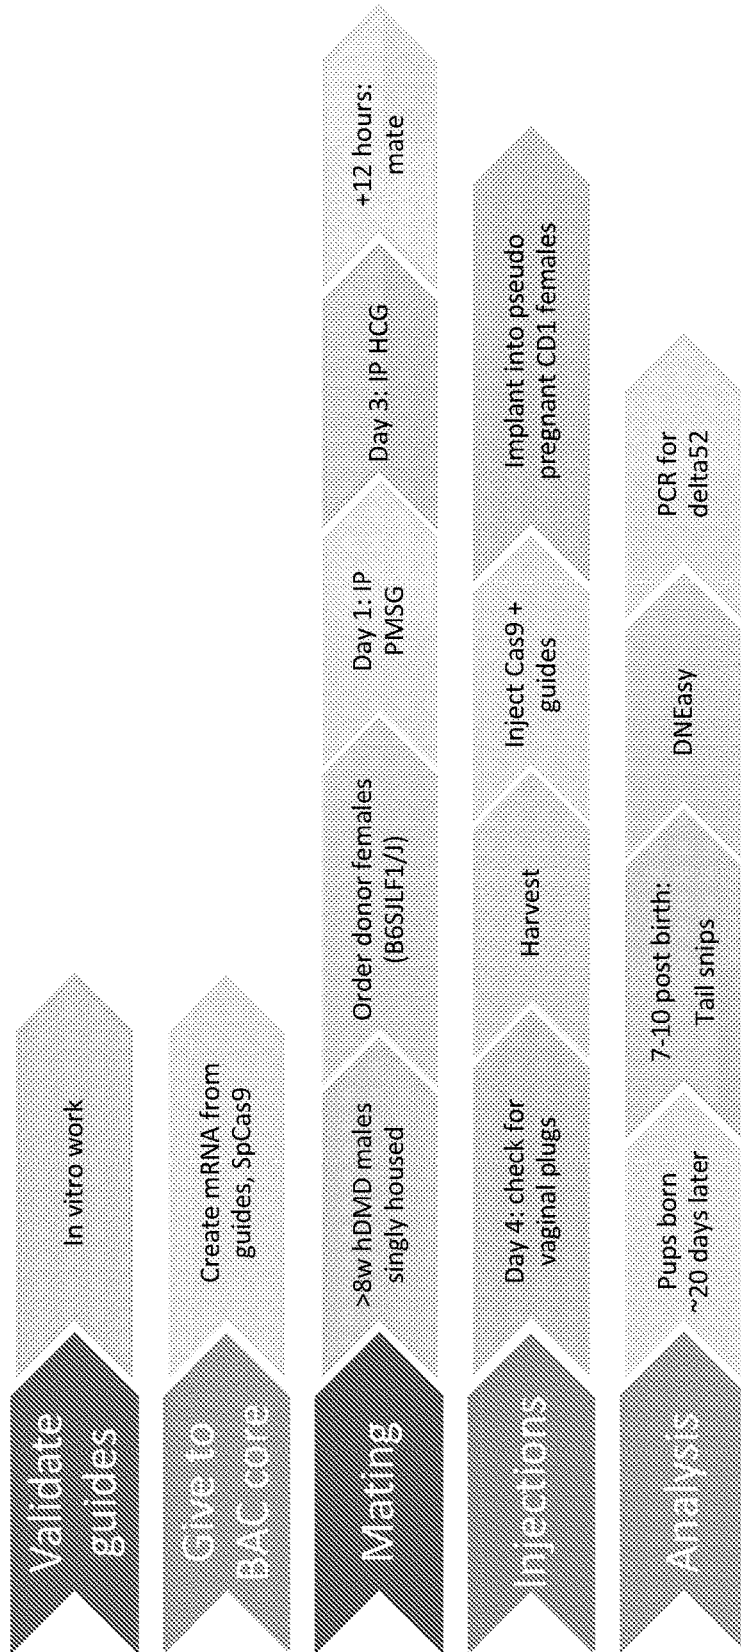 Validate
guides
In vitro work
Give to
BAC core
Create mRNA from
guides, SpCas9
Mating
>8w hDMD males
singly housed
Order donor females
(B6SJLF1/J)
Day 1: IP
PMSG
Day 3: IP HCG
+12 hours:
mate
Injections
Day 4: check for
vaginal plugs
Harvest
Inject Cas9 +
guides
Implant into pseudo
pregnant CD1 females
Analysis
Pups born
~20 days later
7-10 post birth:
Tail snips
DNEasy
PCR for
delta52